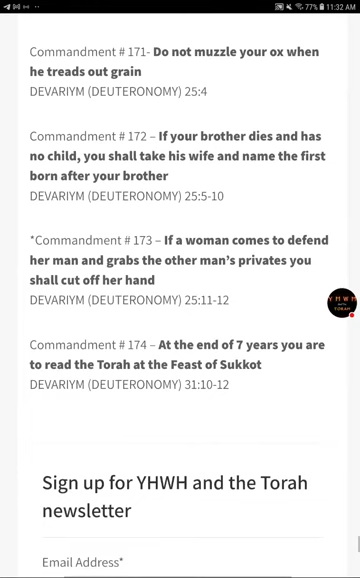 77% 11:32 AM
Commandment # 171- Do not muzzle your ox when
he treads out grain
DEVARIYM (DEUTERONOMY) 25:4
Commandment # 172 – If your brother dies and has
no child, you shall take his wife and name the first
born after your brother
DEVARIYM (DEUTERONOMY) 25:5-10
*Commandment # 173 – If a woman comes to defend
her man and grabs the other man’s privates you
shall cut off her hand
DEVARIYM (DEUTERONOMY) 25:11-12
YHWH
TORAH
Commandment # 174 – At the end of 7 years you are
to read the Torah at the Feast of Sukkot
DEVARIYM (DEUTERONOMY) 31:10-12
Sign up for YHWH and the Torah
newsletter
Email Address*